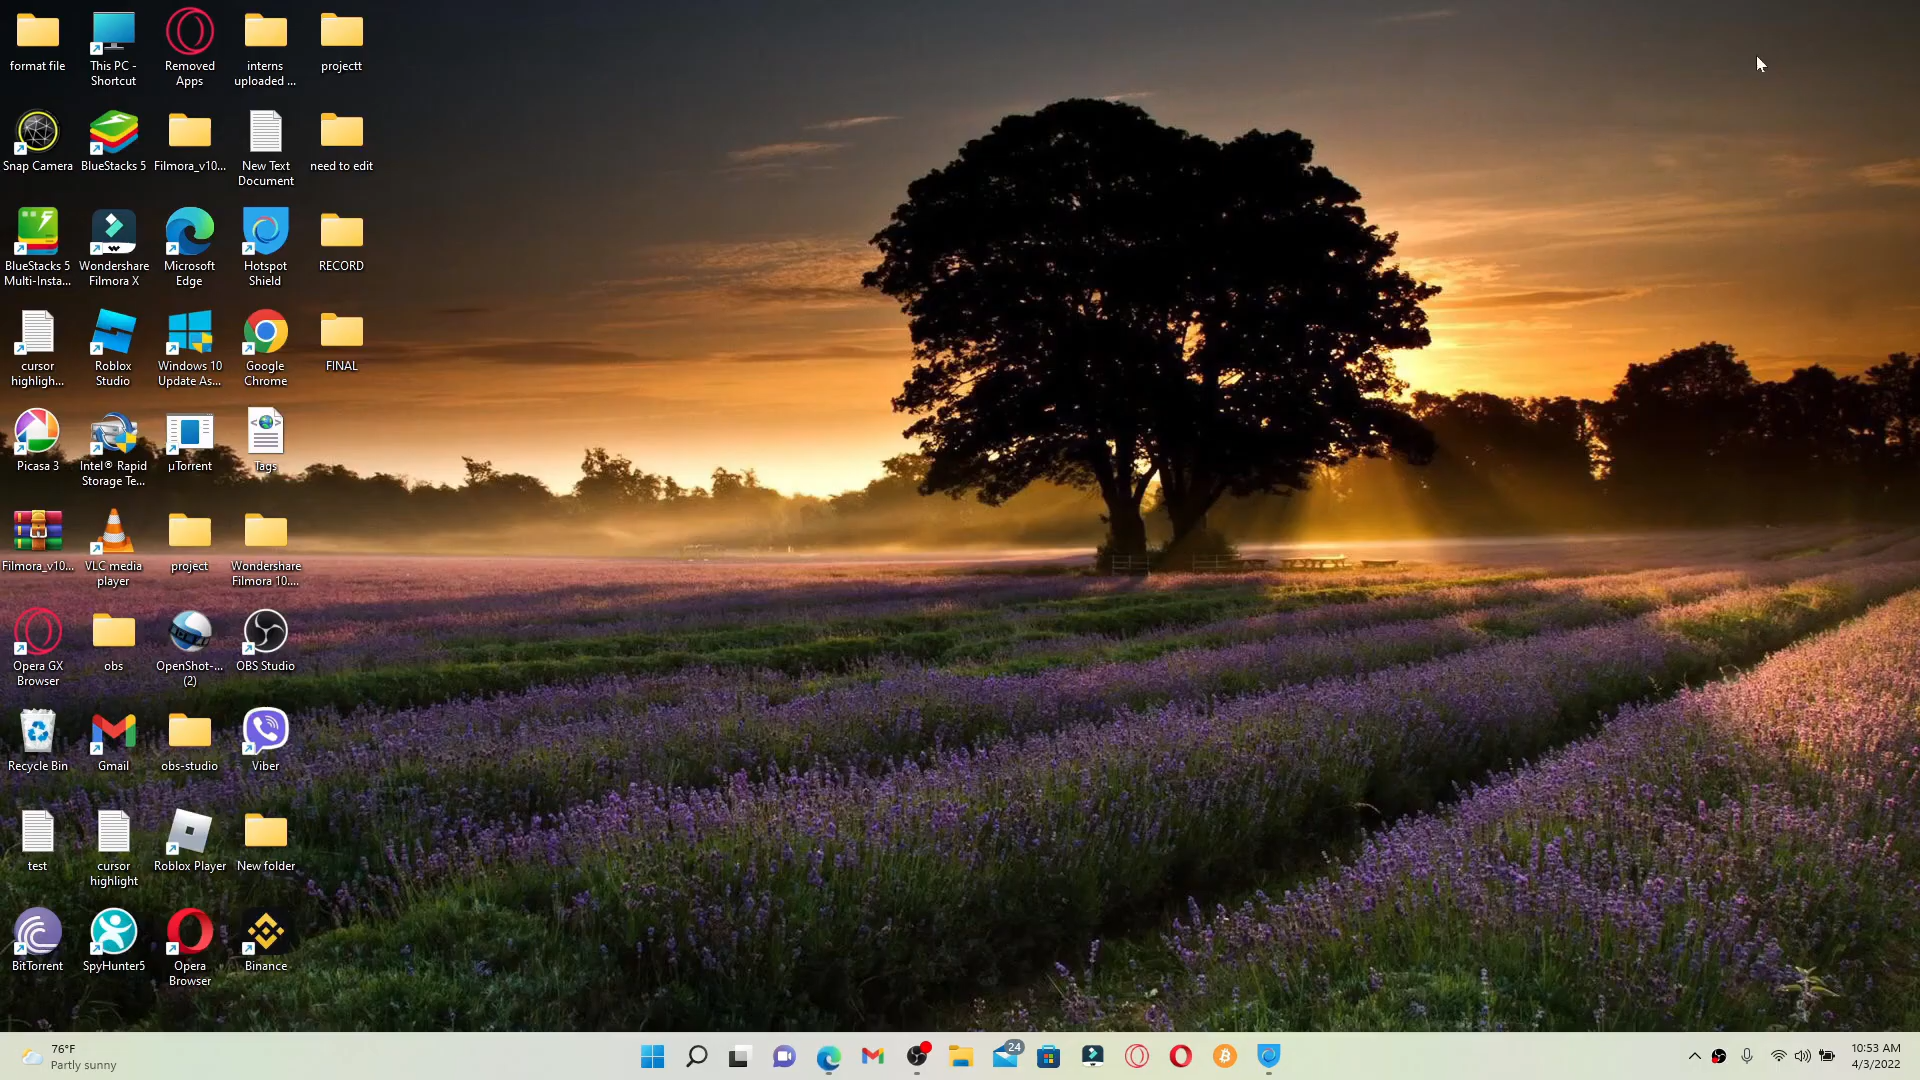 format file
This PC -
Shortcut
Removed
Apps
interns
uploaded ...
projectt
Snap Camera
BlueStacks 5
Filmora_v10...
New Text
Document
need to edit
BlueStacks 5
Multi-Insta...
Wondershare
Filmora X
Microsoft
Edge
Hotspot
Shield
RECORD
cursor
highligh...
Roblox
Studio
Windows 10
Update As...
Google
Chrome
FINAL
Picasa 3
Intel® Rapid
Storage Te...
µTorrent
Tags
Filmora_v10...
VLC media
player
project
Wondershare
Filmora 10....
Opera GX
Browser
obs
OpenShot-...
(2)
OBS Studio
Recycle Bin
Gmail
obs-studio
Viber
test
cursor
highlight
Roblox Player
New folder
BitTorrent
SpyHunter5
Opera
Browser
Binance
76°F
Partly sunny
24
10:53 AM
4/3/2022